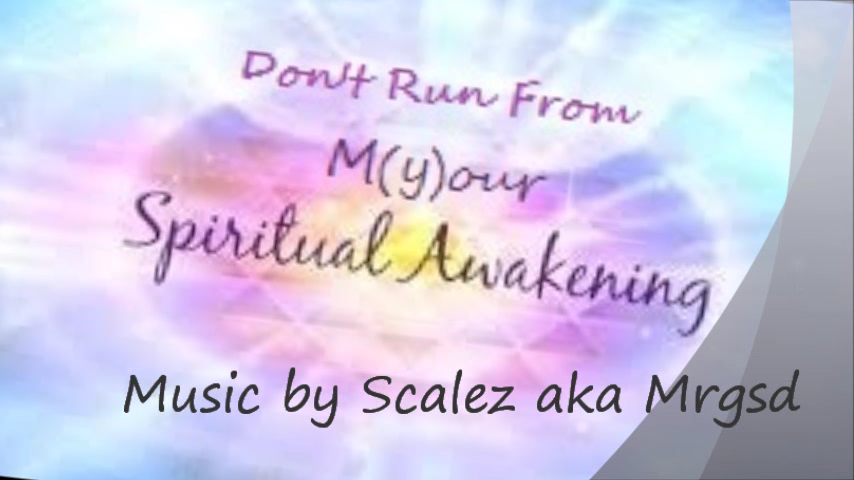 Don't Run From
M(y)our
Spiritual Awakening
Music by Scalez aka Mrgsd